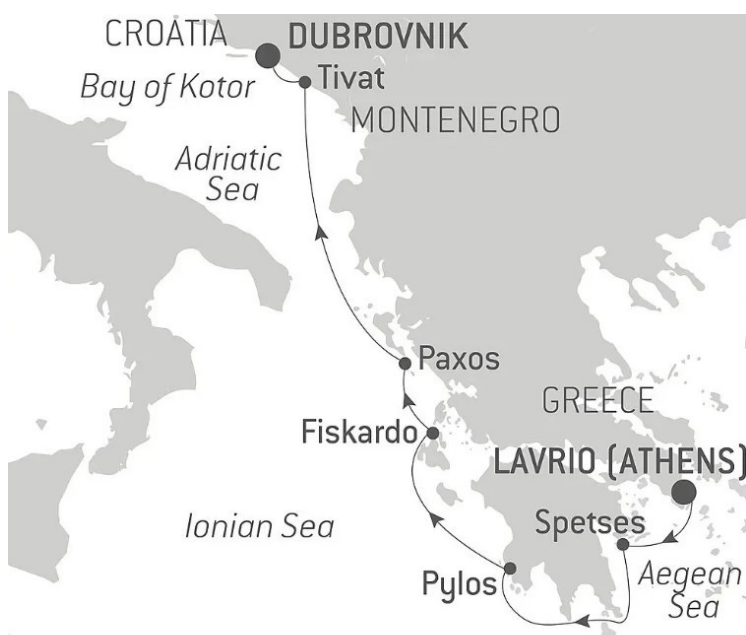 CROATIA
DUBROVNIK
Bay of Kotor
Tivat
MONTENEGRO
Adriatic
Sea
Paxos
GREECE
Fiskardo
LAVRIO (ATHENS)
Ionian Sea
Spetses
Pylos
Aegean
Sea